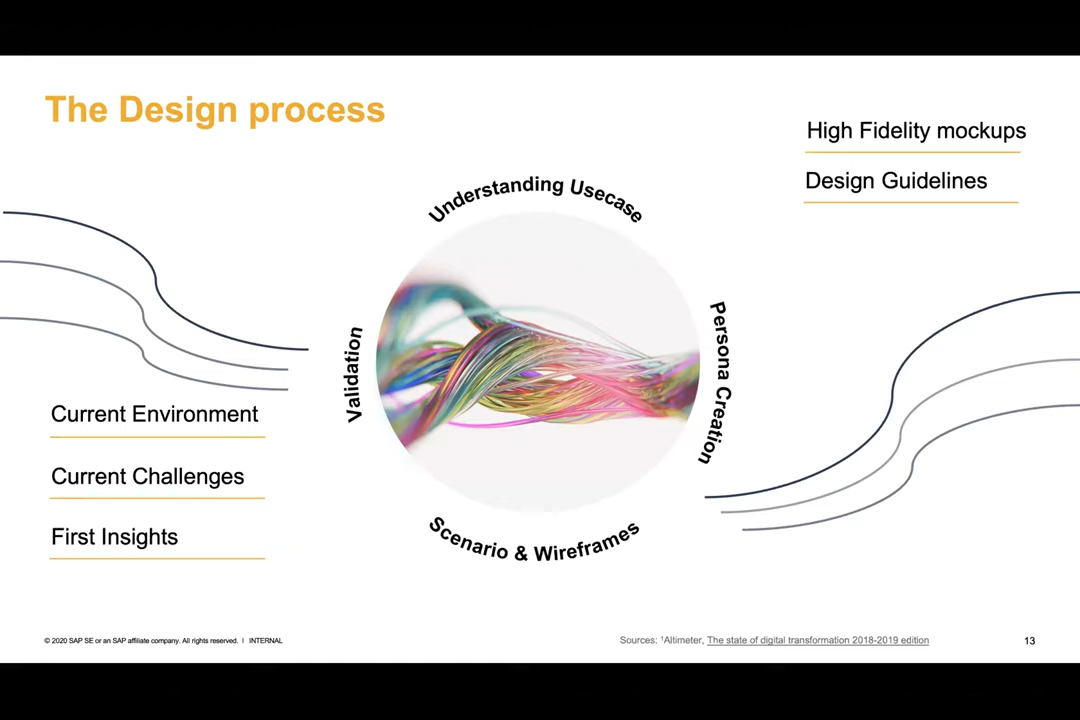 The Design process
High Fidelity mockups
Design Guidelines
Understanding Usecase
Persona Creation
Validation
Current Environment
Current Challenges
First Insights
Scenario & Wireframes
© 2020 SAP SE or an SAP affiliate company. All rights reserved. | INTERNAL
Sources: ¹Altimeter, The state of digital transformation 2018-2019 edition
13